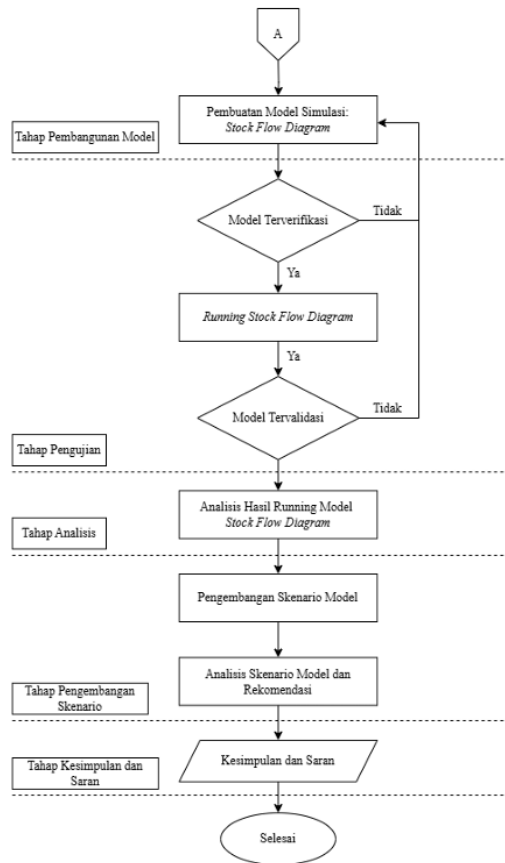 A
Pembuatan Model Simulasi:
Stock Flow Diagram
Tahap Pembangunan Model
Model Terverifikasi
Tidak
Ya
Running Stock Flow Diagram
Ya
Model Tervalidasi
Tidak
Tahap Pengujian
Analisis Hasil Running Model
Stock Flow Diagram
Tahap Analisis
Pengembangan Skenario Model
Analisis Skenario Model dan
Rekomendasi
Tahap Pengembangan
Skenario
Kesimpulan dan Saran
Tahap Kesimpulan dan
Saran
Selesai